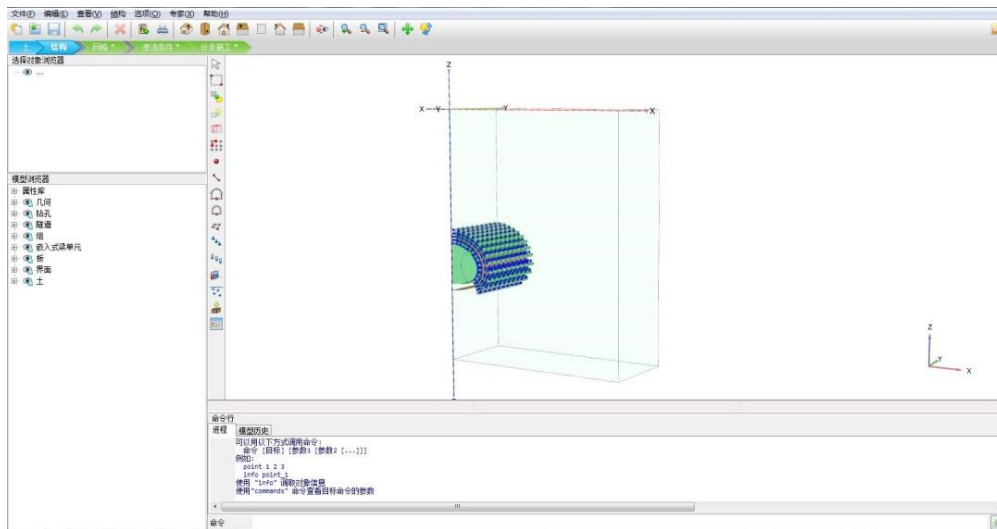 文件(F) 编辑(E) 查看(V) 结构 选项(O) 专家(X) 帮助(H)
土 结构 网格* 渗流条件* 分步施工*
选择对象浏览器
...
模型浏览器
属性库
几何
钻孔
隧道
组
嵌入式梁单元
板
界面
土
Z
X Y Y X
Z
Y
X
命令行
进程 模型历史
可以用以下方式调用命令:
命令 [目标] [参数1 [参数2 [...]]]
例如:
point 1 2 3
info point_1
使用 "info" 调取对象信息
使用"commands" 命令查看目标命令的参数
命令